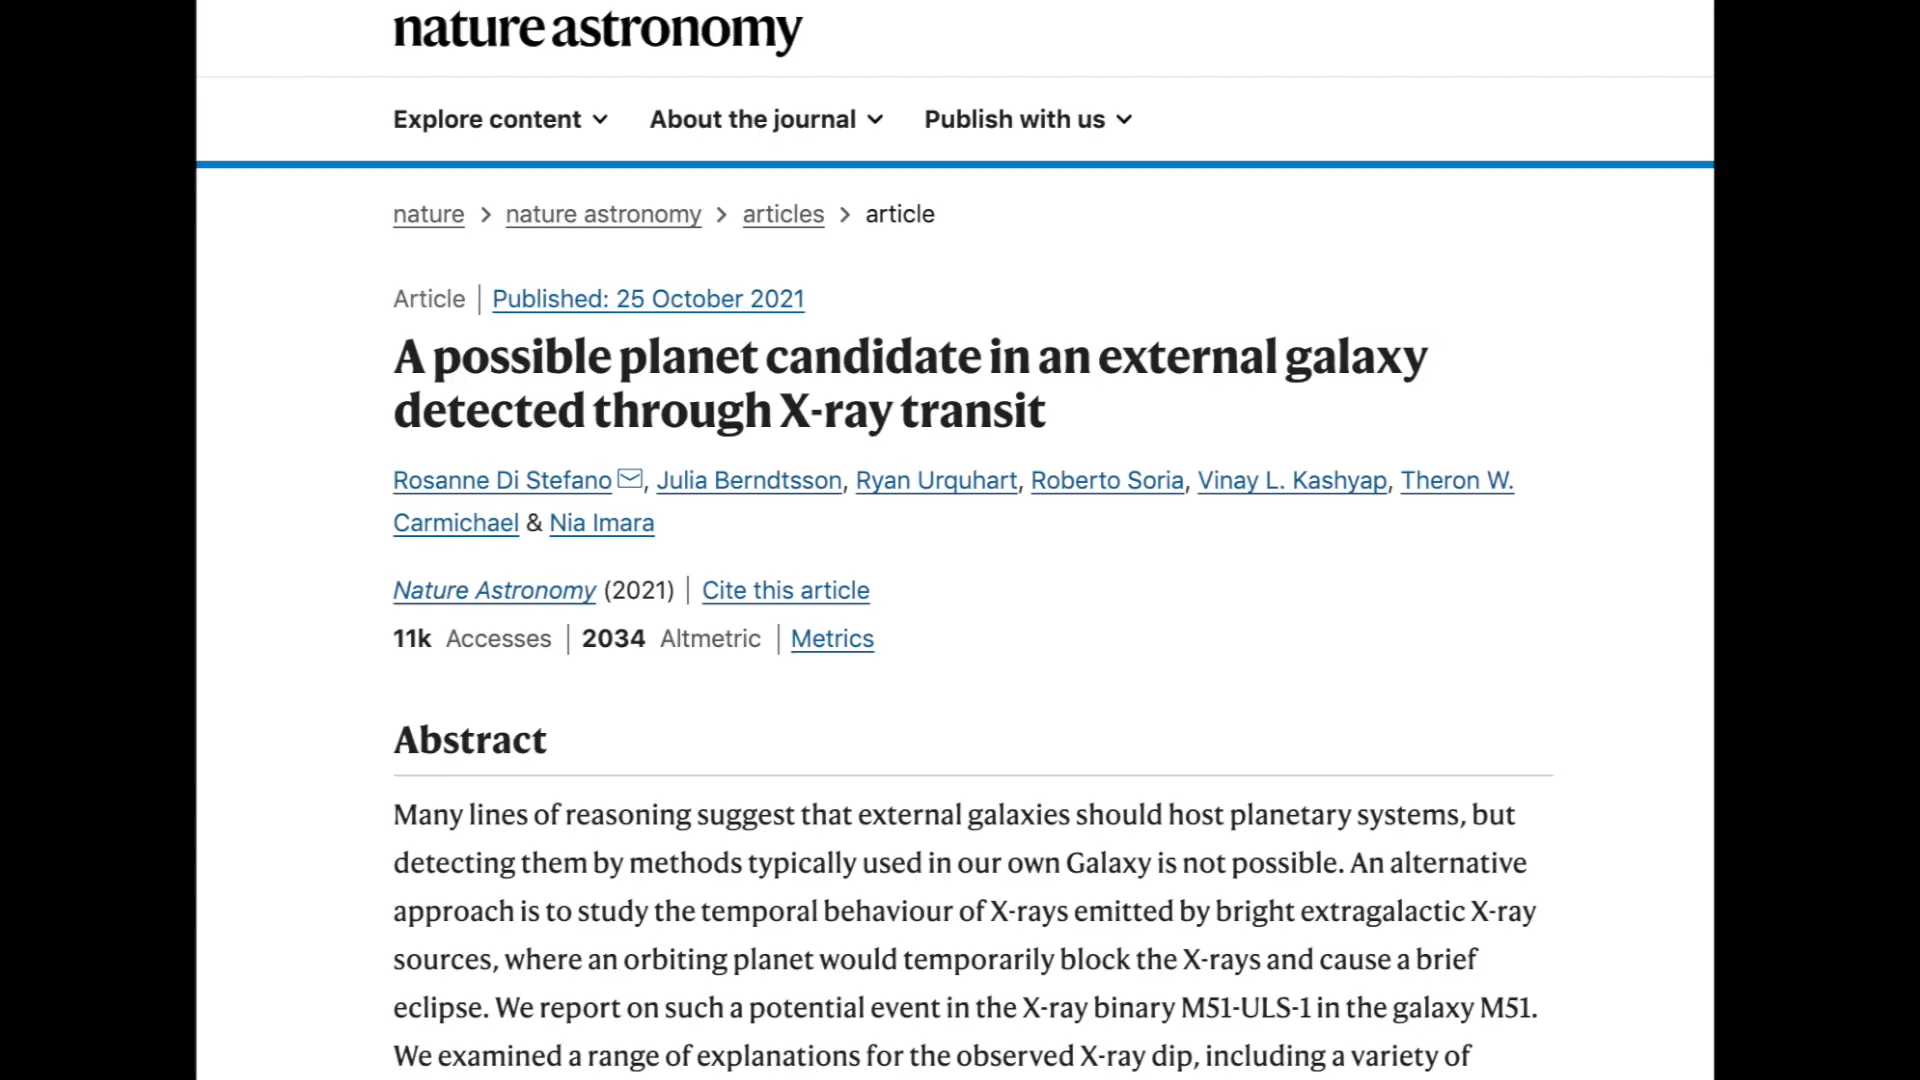 nature astronomy
Explore content About the journal Publish with us
nature > nature astronomy > articles > article
Article | Published: 25 October 2021
A possible planet candidate in an external galaxy
detected through X-ray transit
Rosanne Di Stefano, Julia Berndtsson, Ryan Urquhart, Roberto Soria, Vinay L. Kashyap, Theron W.
Carmichael & Nia Imara
Nature Astronomy (2021) | Cite this article
11k Accesses | 2034 Altmetric | Metrics
Abstract
Many lines of reasoning suggest that external galaxies should host planetary systems, but
detecting them by methods typically used in our own Galaxy is not possible. An alternative
approach is to study the temporal behaviour of X-rays emitted by bright extragalactic X-ray
sources, where an orbiting planet would temporarily block the X-rays and cause a brief
eclipse. We report on such a potential event in the X-ray binary M51-ULS-1 in the galaxy M51.
We examined a range of explanations for the observed X-ray dip, including a variety of